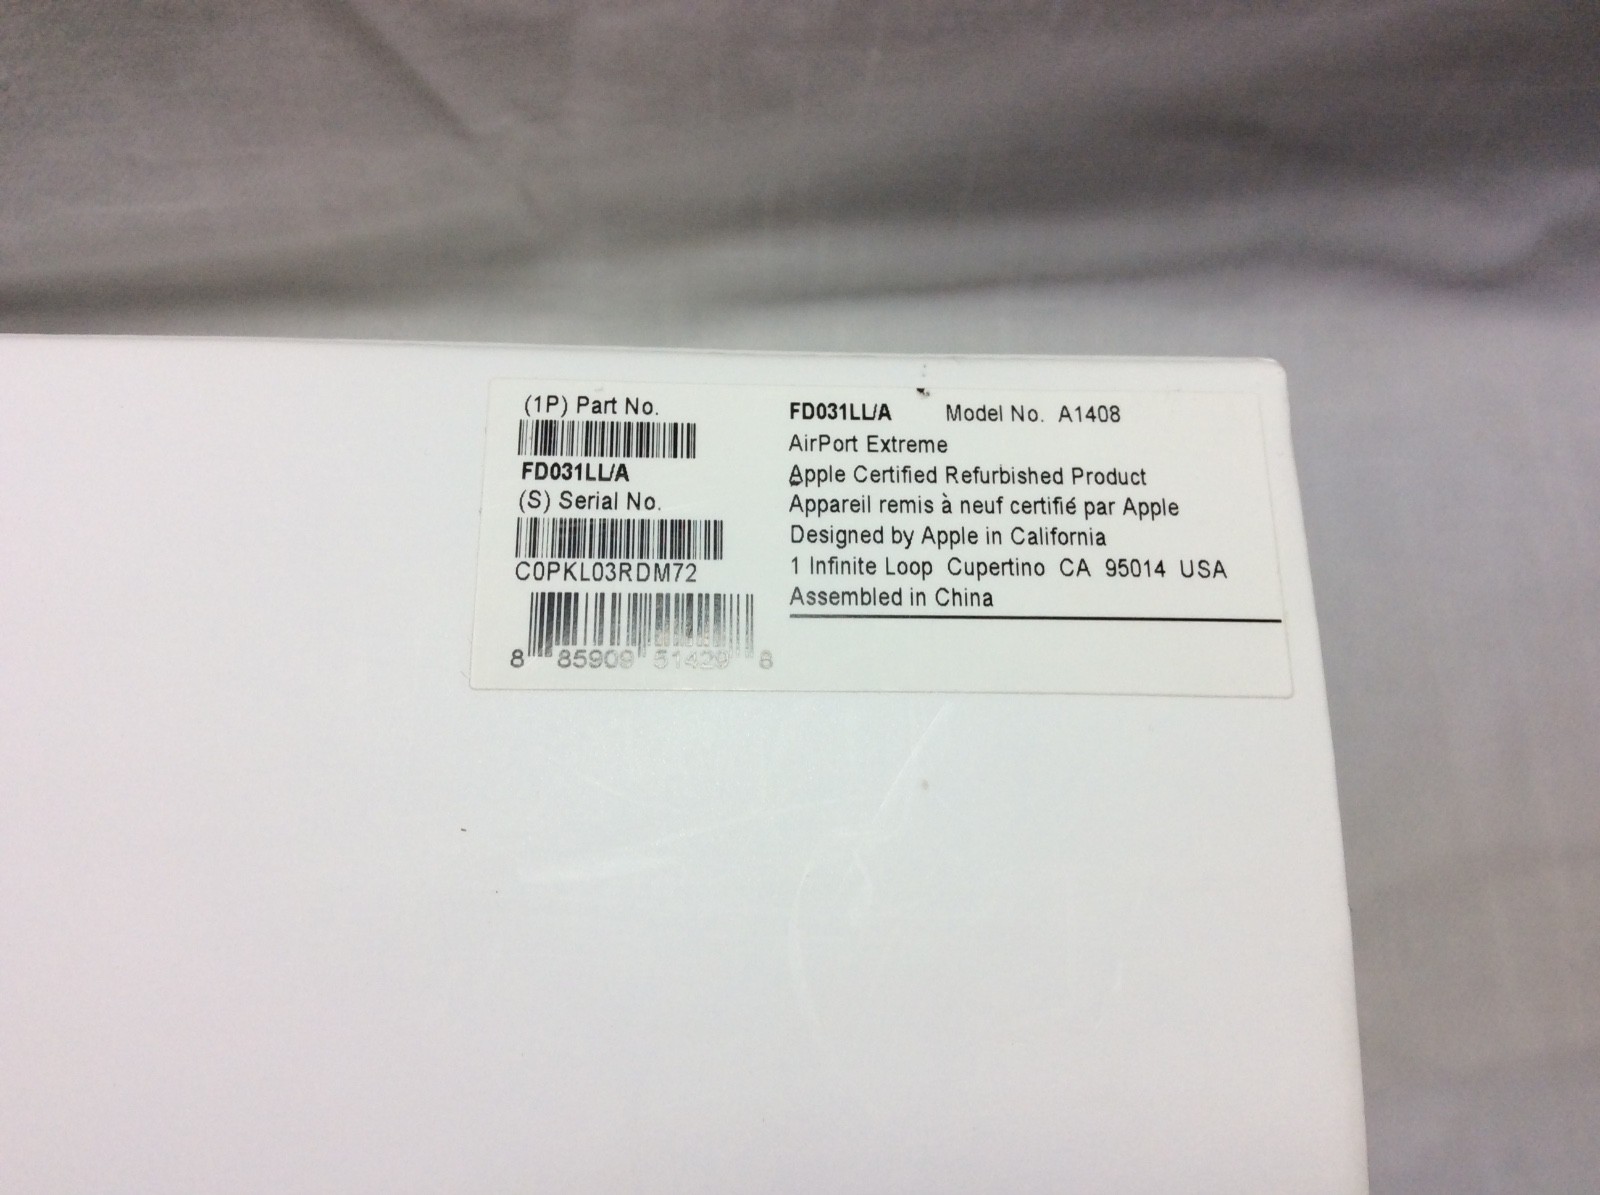 (1P) Part No.
FD031LL/A
(S) Serial No.
C0PKL03RDM72
8 85909 51429 8
FD031LL/A Model No. A1408
AirPort Extreme
Apple Certified Refurbished Product
Appareil remis à neuf certifié par Apple
Designed by Apple in California
1 Infinite Loop Cupertino CA 95014 USA
Assembled in China